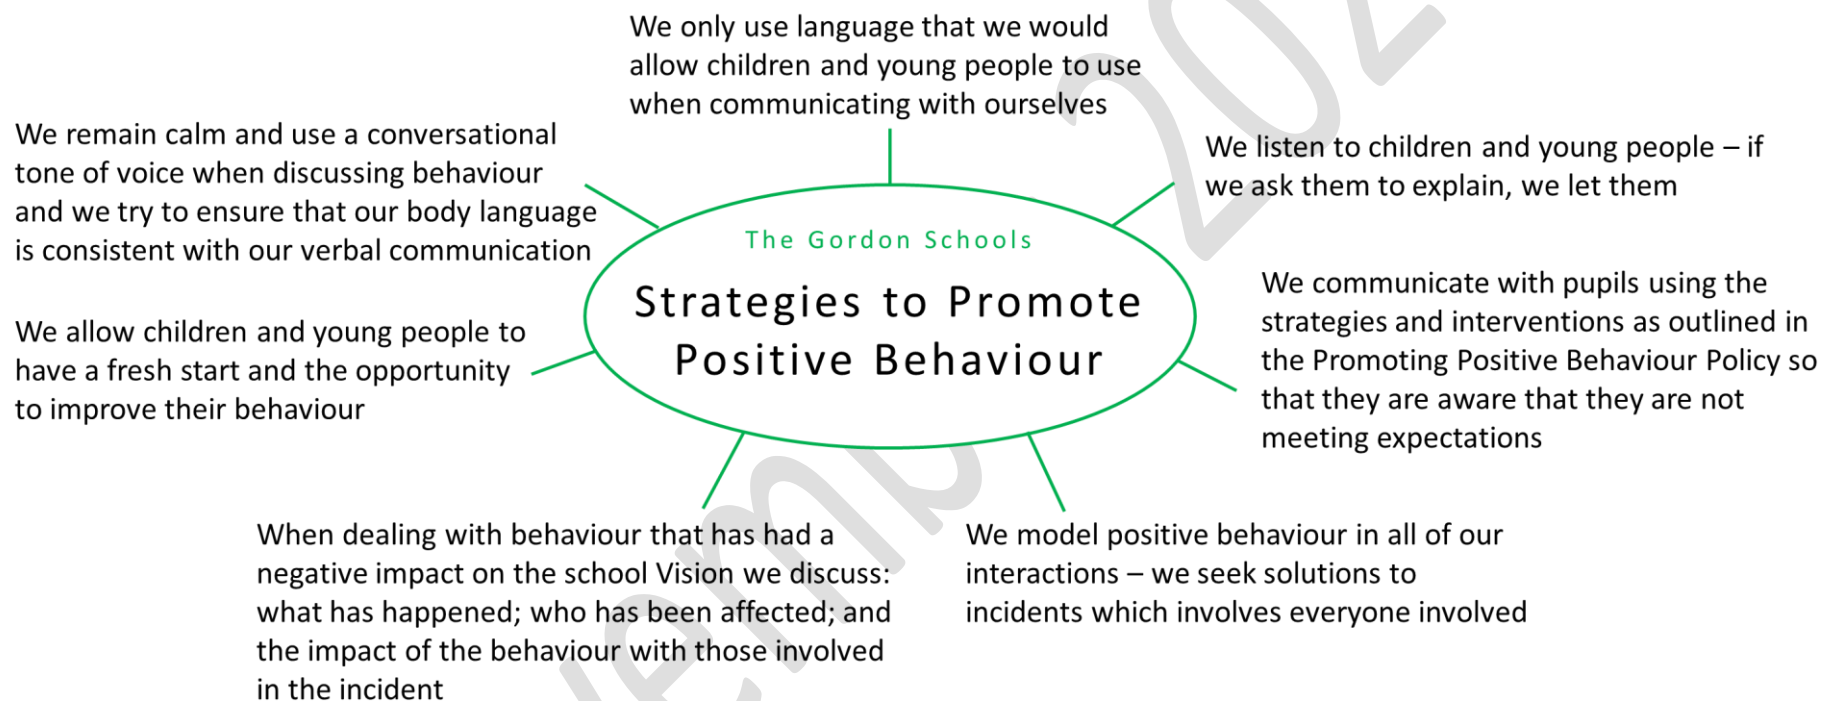 We only use language that we would
allow children and young people to use
when communicating with ourselves
We remain calm and use a conversational
tone of voice when discussing behaviour
and we try to ensure that our body language
is consistent with our verbal communication
We listen to children and young people – if
we ask them to explain, we let them
The Gordon Schools
Strategies to Promote
Positive Behaviour
We allow children and young people to
have a fresh start and the opportunity
to improve their behaviour
We communicate with pupils using the
strategies and interventions as outlined in
the Promoting Positive Behaviour Policy so
that they are aware that they are not
meeting expectations
When dealing with behaviour that has had a
negative impact on the school Vision we discuss:
what has happened; who has been affected; and
the impact of the behaviour with those involved
in the incident
We model positive behaviour in all of our
interactions – we seek solutions to
incidents which involves everyone involved